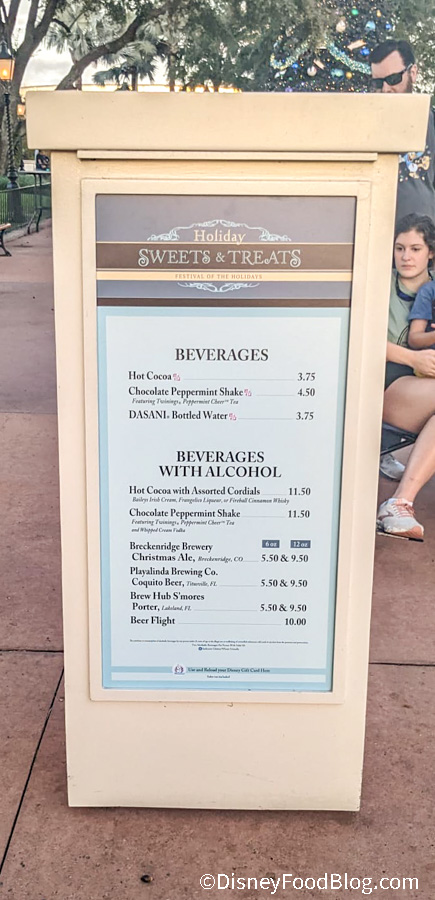 Holiday
SWEETS & TREATS
FESTIVAL OF THE HOLIDAYS
BEVERAGES
Hot Cocoa 3.75
Chocolate Peppermint Shake 4.50
Featuring Twinings® Peppermint Cheer™ Tea
DASANI® Bottled Water 3.75
BEVERAGES
WITH ALCOHOL
Hot Cocoa with Assorted Cordials 11.50
Baileys Irish Cream, Frangelico Liqueur, or Fireball Cinnamon Whisky
Chocolate Peppermint Shake 11.50
Featuring Twinings® Peppermint Cheer™ Tea
and Whipped Cream Vodka
6 oz 12 oz
Breckenridge Brewery
Christmas Ale, Breckenridge, CO 5.50 & 9.50
Playalinda Brewing Co.
Coquito Beer, Titusville, FL 5.50 & 9.50
Brew Hub S'mores
Porter, Lakeland, FL 5.50 & 9.50
Beer Flight 10.00
Use and Reload your Disney Gift Card Here
©DisneyFoodBlog.com